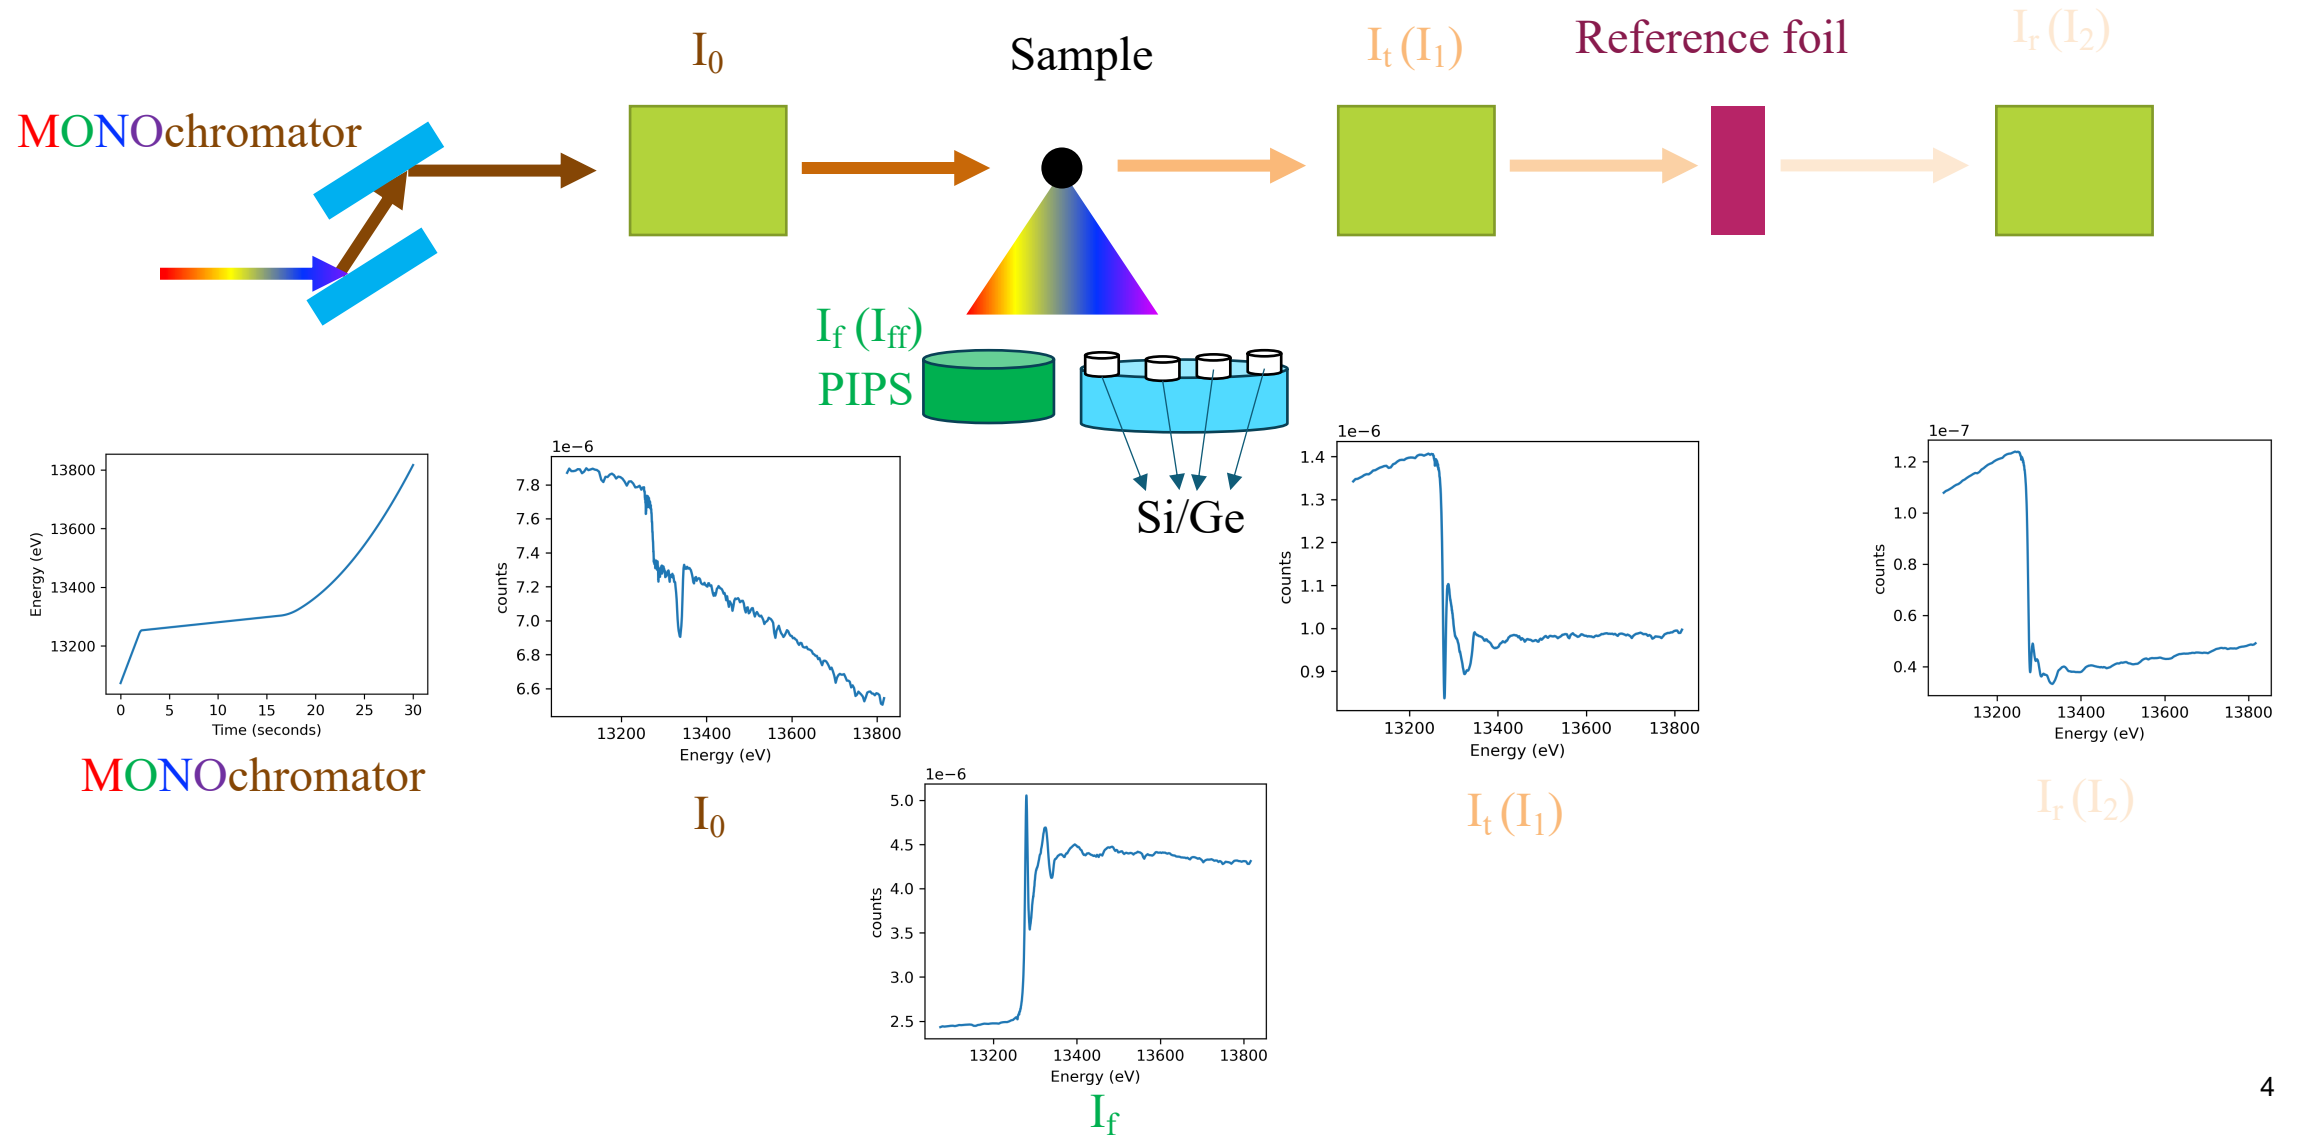 I0
Sample
It (I1)
Reference foil
Ir (I2)
MONOchromator
If (Iff)
PIPS
Si/Ge
Energy (eV)
13800
13600
13400
13200
0 5 10 15 20 25 30
Time (seconds)
MONOchromator
1e−6
counts
7.8
7.6
7.4
7.2
7.0
6.8
6.6
13200 13400 13600 13800
Energy (eV)
I0
1e−6
counts
5.0
4.5
4.0
3.5
3.0
2.5
13200 13400 13600 13800
Energy (eV)
If
1e−6
counts
1.4
1.3
1.2
1.1
1.0
0.9
13200 13400 13600 13800
Energy (eV)
It (I1)
1e−7
counts
1.2
1.0
0.8
0.6
0.4
13200 13400 13600 13800
Energy (eV)
Ir (I2)
4